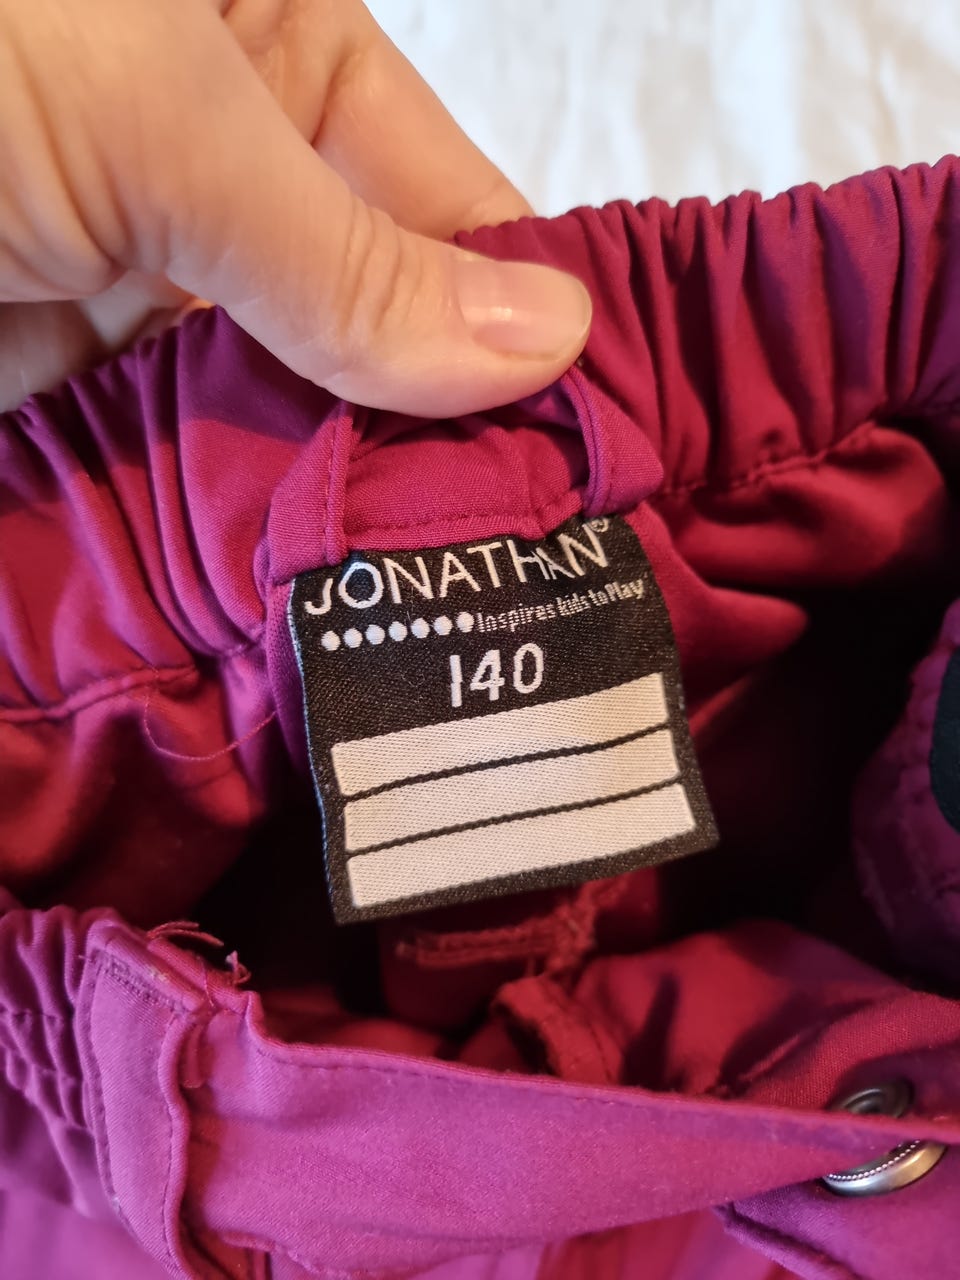 JONATHAN®
Inspires kids to Play
140